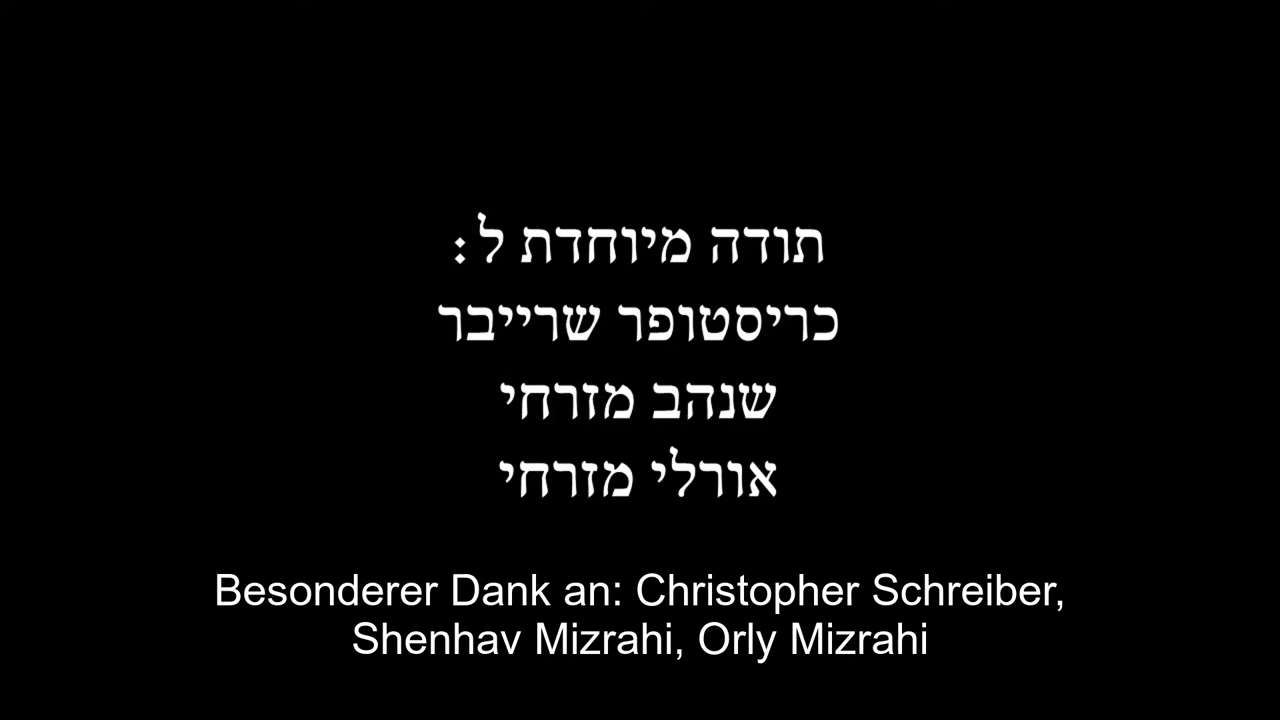 תודה מיוחדת ל:
כריסטופר שרייבר
שנהב מזרחי
אורלי מזרחי
Besonderer Dank an: Christopher Schreiber,
Shenhav Mizrahi, Orly Mizrahi